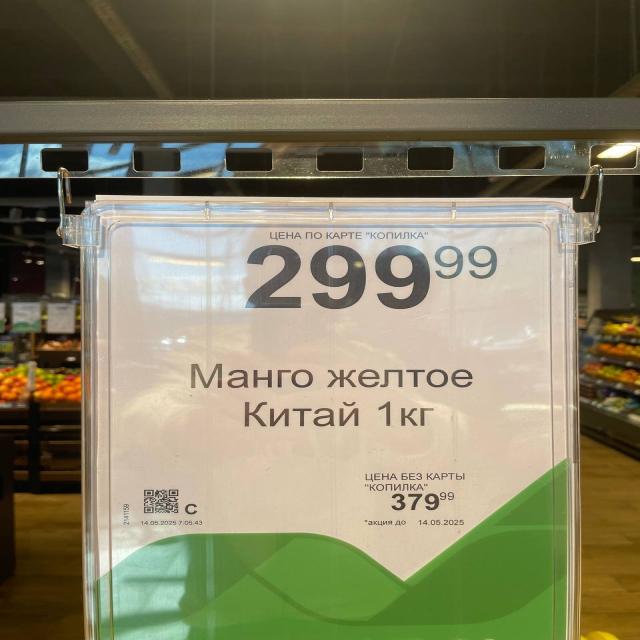 ЦЕНА ПО КАРТЕ "КОПИЛКА"
299 99
Манго желтое
Китай 1кг
ЦЕНА БЕЗ КАРТЫ
"КОПИЛКА"
379 99
*акция до 14.05.2025
С
14.05.2025 7:05:43